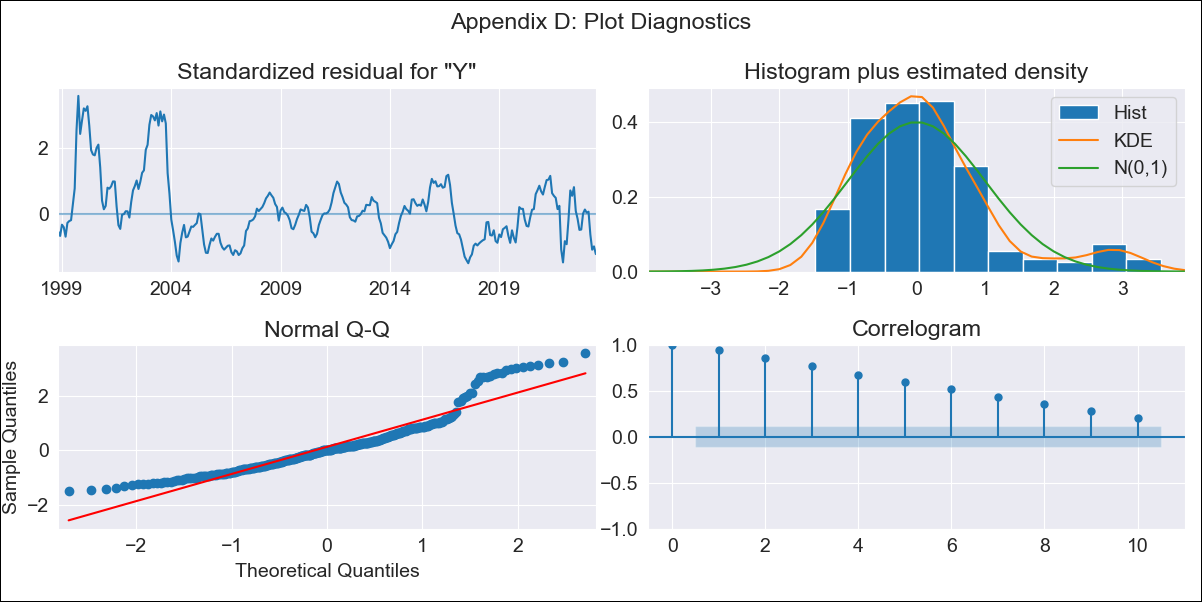 Appendix D: Plot Diagnostics
Standardized residual for "Y"
2
0
1999 2004 2009 2014 2019
Histogram plus estimated density
0.4
0.2
0.0
Hist
KDE
N(0,1)
−3 −2 −1 0 1 2 3
Normal Q-Q
Sample Quantiles
2
0
−2
−2 −1 0 1 2
Theoretical Quantiles
Correlogram
1.0
0.5
0.0
−0.5
−1.0
0 2 4 6 8 10